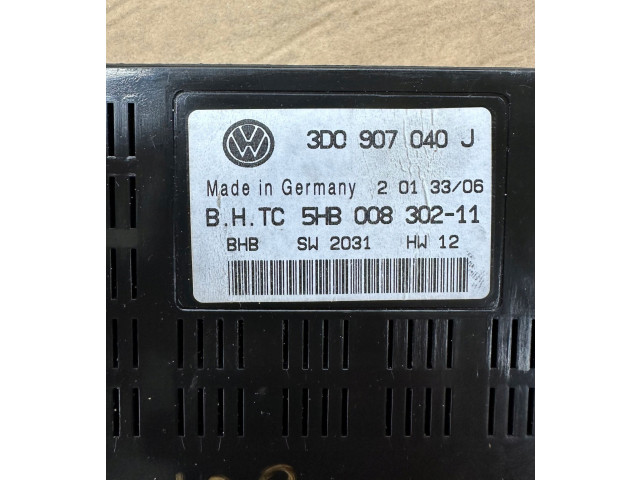 3D0 907 040 J
Made in Germany 2 01 33/06
B.H.TC 5HB 008 302-11
BHB SW 2031 HW 12